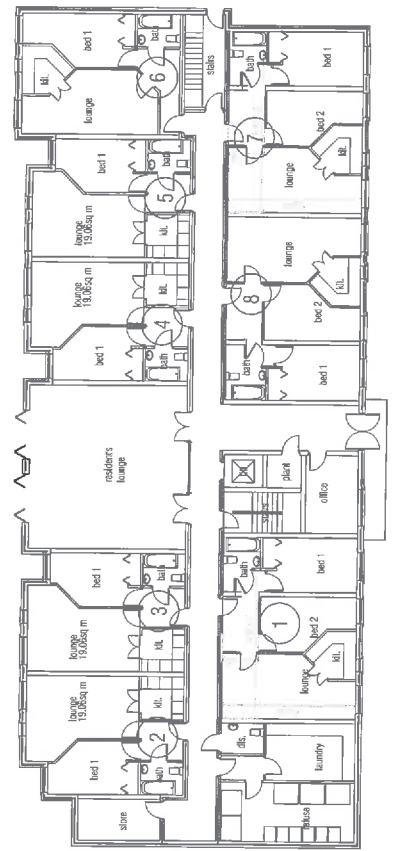 bed 1
bath
kit.
6
lounge
stairs
bath
bed 1
7
bed 2
kit.
lounge
bed 1
bath
5
lounge
19.06sq m
kit.
lounge
19.06sq m
kit.
4
bed 1
bath
lounge
kit.
8
bed 2
bath
bed 1
resident's
lounge
lift
plant
office
stairs
bed 1
bath
3
lounge
19.06sq m
kit.
bath
bed 1
1
bed 2
kit.
lounge
lounge
19.06sq m
kit.
2
bed 1
bath
store
dis.
laundry
refuse